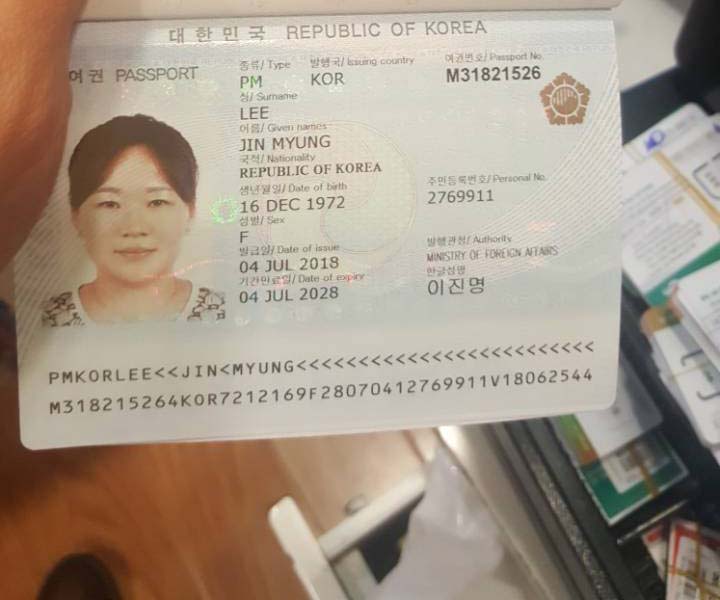 대한민국 REPUBLIC OF KOREA
여권 PASSPORT
종류/ Type 발행국/ Issuing country 여권번호/ Passport No.
PM KOR M31821526
성/ Surname
LEE
이름/ Given names
JIN MYUNG
국적/ Nationality
REPUBLIC OF KOREA
생년월일/ Date of birth 주민등록번호/ Personal No.
16 DEC 1972 2769911
성별/ Sex
F
발급일/ Date of issue 발행관청/ Authority
04 JUL 2018 MINISTRY OF FOREIGN AFFAIRS
기간만료일/ Date of expiry 한글성명
04 JUL 2028 이진명
PMKORLEE<<JIN<MYUNG<<<<<<<<<<<<<<<<<<<<<<<<<
M318215264KOR7212169F28070412769911V18062544